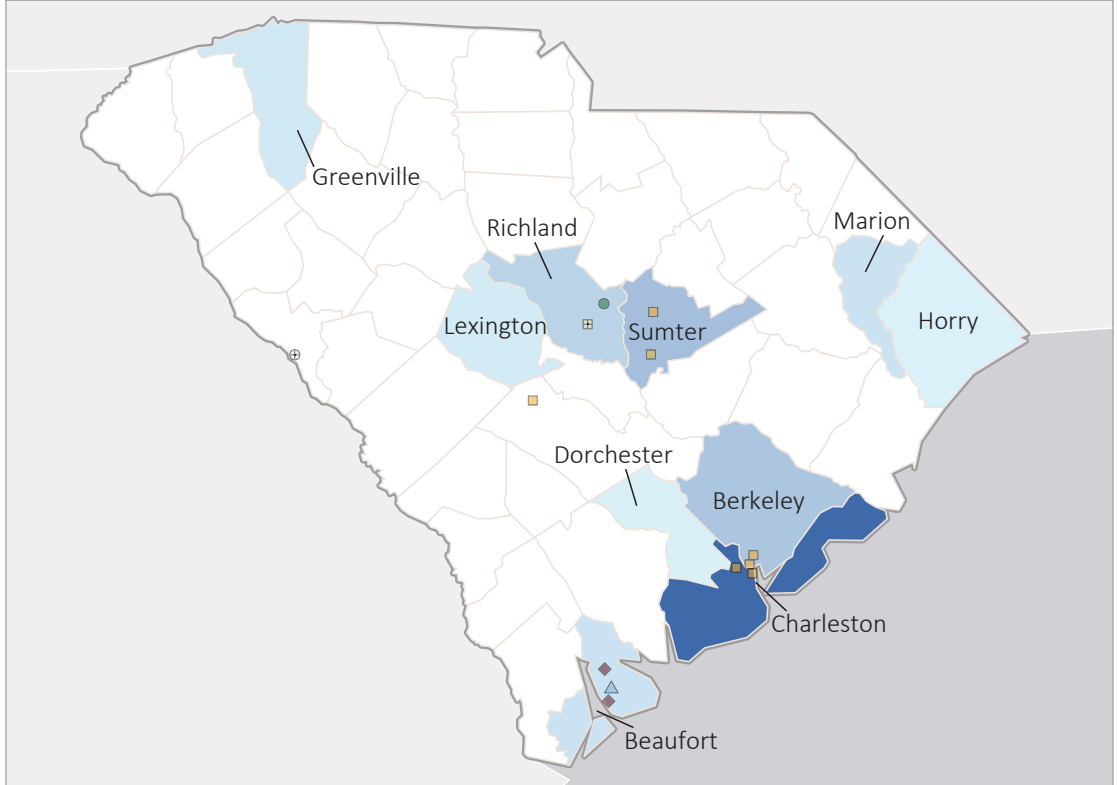 Greenville
Richland
Marion
Lexington
Sumter
Horry
Dorchester
Berkeley
Charleston
Beaufort